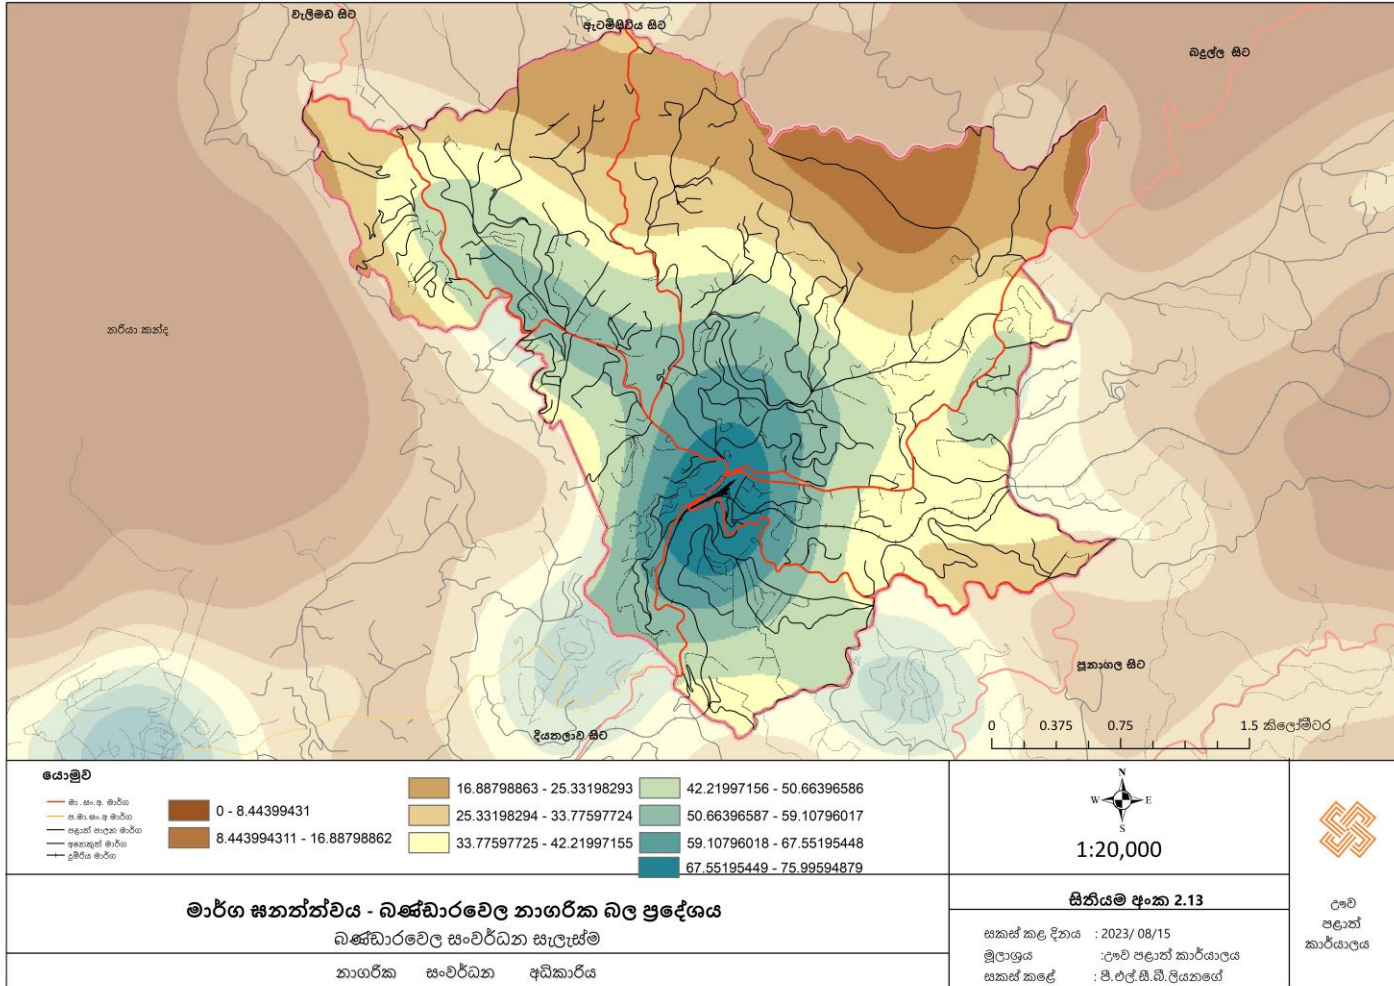 වැලිමඩ සිට
ඇටම්පිටිය සිට
බදුල්ල සිට
නරියා කන්ද
පූනාගල සිට
දියතලාව සිට
0 0.375 0.75 1.5 කිලෝමීටර
යොමුව
මා.සං.අ. මාර්ග
ප.මා.සං.අ මාර්ග
පළාත් පාලන මාර්ග
අනෙකුත් මාර්ග
දුම්රිය මාර්ග
0 - 8.44399431
8.443994311 - 16.88798862
16.88798863 - 25.33198293
25.33198294 - 33.77597724
33.77597725 - 42.21997155
42.21997156 - 50.66396586
50.66396587 - 59.10796017
59.10796018 - 67.55195448
67.55195449 - 75.99594879
N
W E
S
1:20,000
මාර්ග ඝනත්ත්වය - බණ්ඩාරවෙල නාගරික බල ප්‍රදේශය
බණ්ඩාරවෙල සංවර්ධන සැලැස්ම
නාගරික සංවර්ධන අධිකාරිය
සිතියම් අංක 2.13
සකස් කළ දිනය : 2023/ 08/15
මූලාශ්‍රය :ඌව පළාත් කාර්යාලය
සකස් කළේ : පී.එල්.සී.බී.ලියනගේ
ඌව
පළාත්
කාර්යාලය